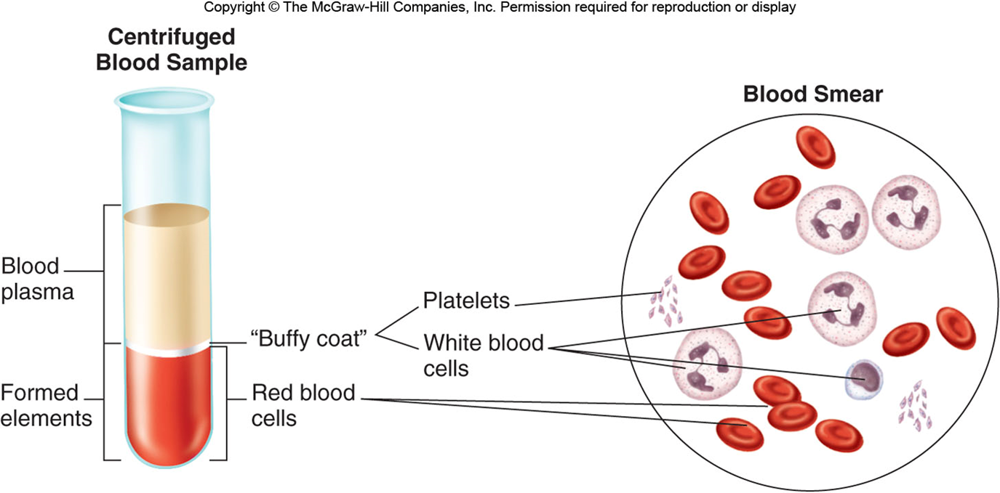 Copyright © The McGraw-Hill Companies, Inc. Permission required for reproduction or display
Centrifuged
Blood Sample
Blood Smear
Blood
plasma
Platelets
“Buffy coat”
White blood
cells
Formed
elements
Red blood
cells